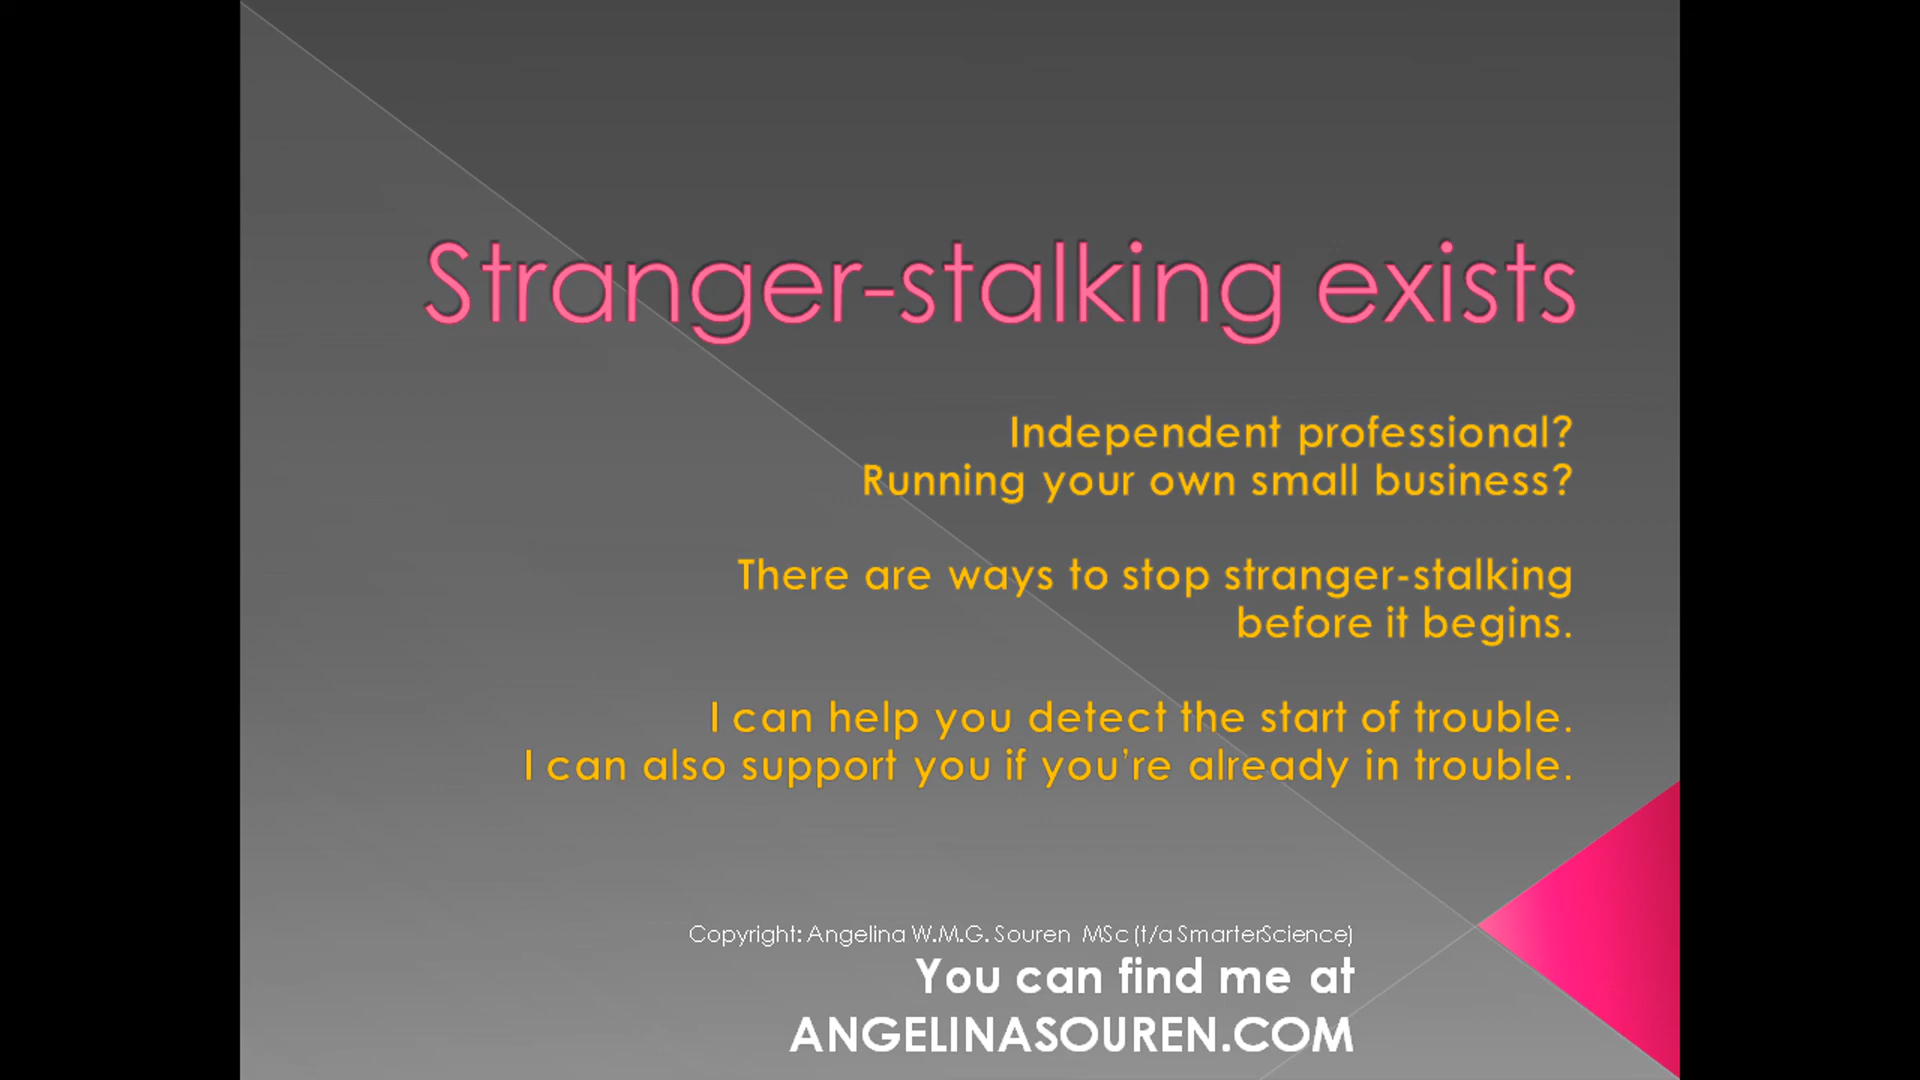 Stranger-stalking exists
Independent professional?
Running your own small business?
There are ways to stop stranger-stalking
before it begins.
I can help you detect the start of trouble.
I can also support you if you’re already in trouble.
Copyright: Angelina W.M.G. Souren MSc (t/a SmarterScience)
You can find me at
ANGELINASOUREN.COM